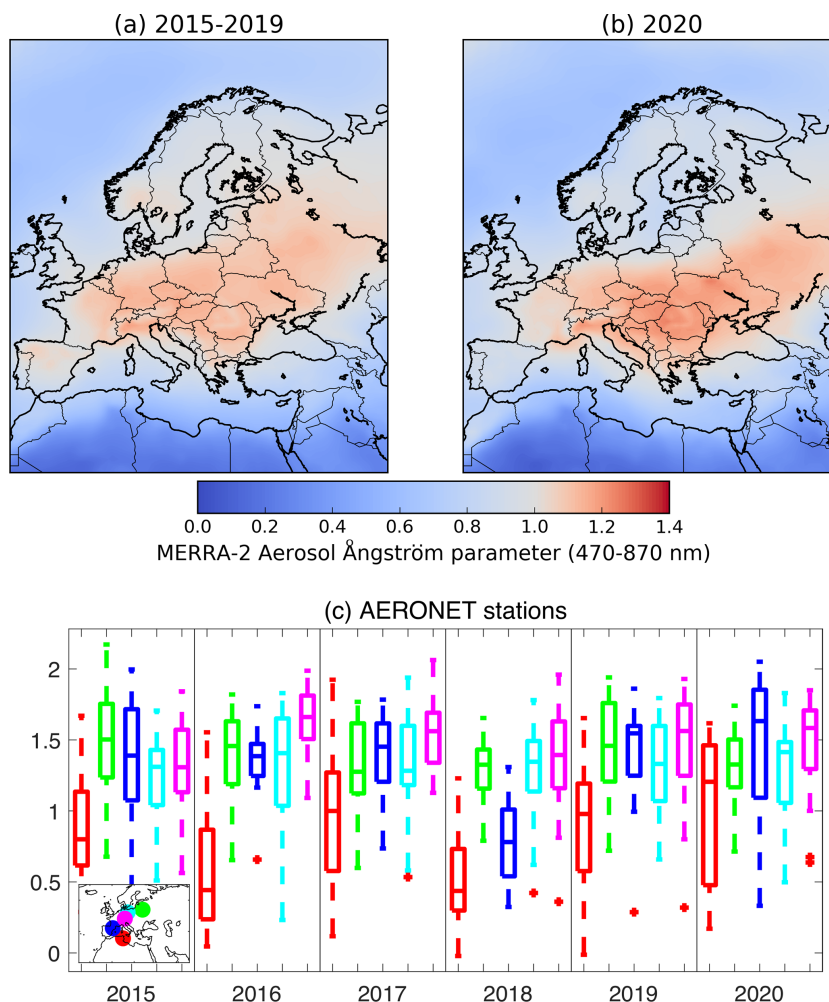 (a) 2015-2019
(b) 2020
0.0 0.2 0.4 0.6 0.8 1.0 1.2 1.4
MERRA-2 Aerosol Ångström parameter (470-870 nm)
(c) AERONET stations
2
1.5
1
0.5
0
2015 2016 2017 2018 2019 2020